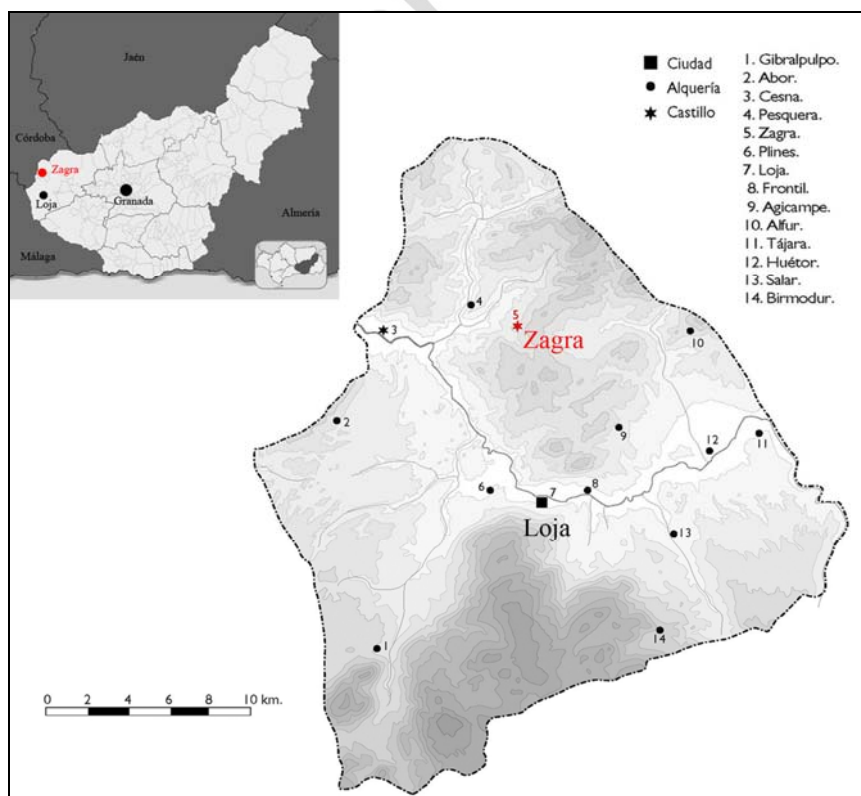 Jaén
Córdoba
Zagra
Loja
Granada
Almería
Málaga
Ciudad
Alquería
Castillo
1. Gibralpulpo.
2. Abor.
3. Cesna.
4. Pesquera.
5. Zagra.
6. Plines.
7. Loja.
8. Frontil.
9. Agicampe.
10. Alfur.
11. Tájara.
12. Huétor.
13. Salar.
14. Birmodur.
4
5
3
Zagra
10
2
9
12
11
6
7
8
Loja
13
14
1
0 2 4 6 8 10 km.